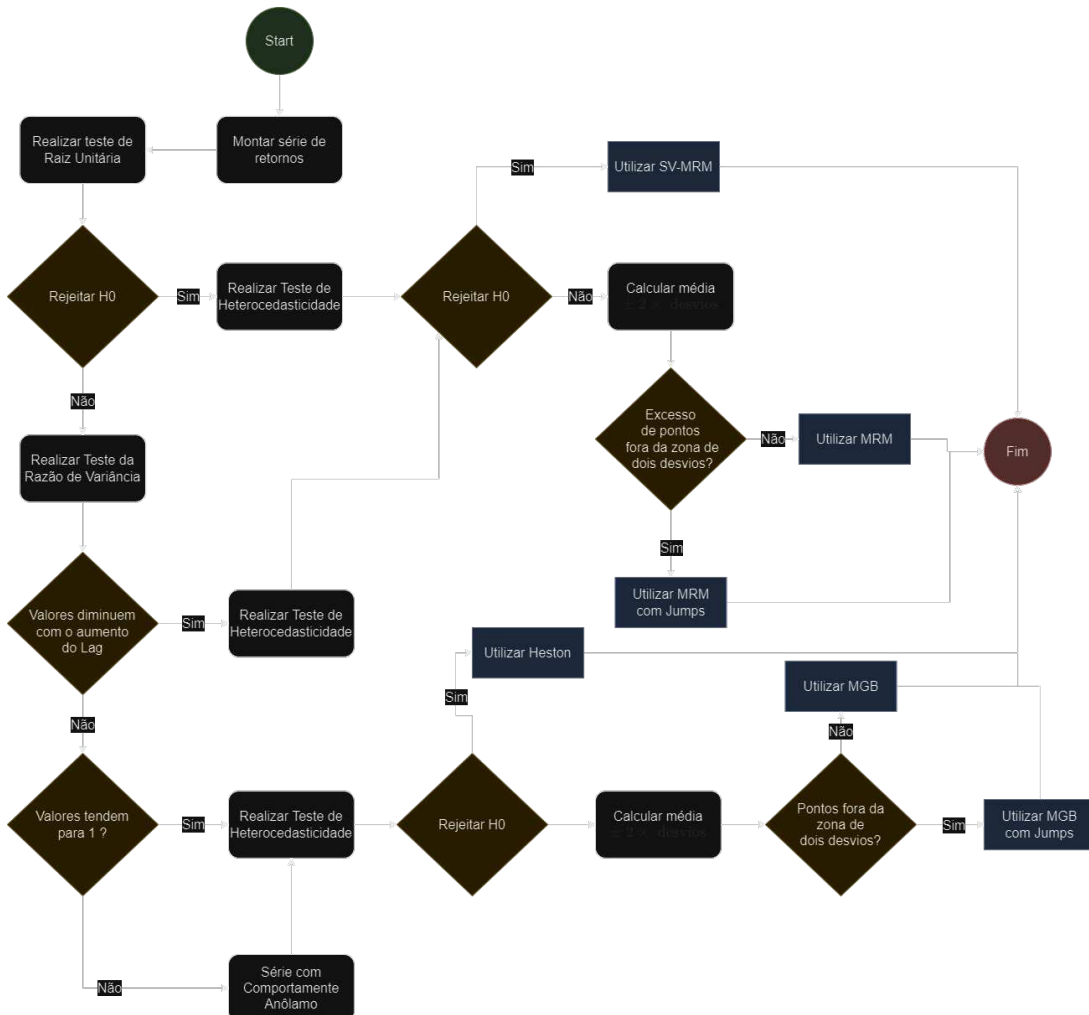 Start
Realizar teste de
Raiz Unitária
Montar série de
retornos
Sim
Utilizar SV-MRM
Rejeitar H0
Sim
Realizar Teste de
Heterocedasticidade
Rejeitar H0
Não
Calcular média
± 2 × desvios
Não
Excesso
de pontos
fora da zona de
dois desvios?
Não
Utilizar MRM
Fim
Realizar Teste da
Razão de Variância
Sim
Utilizar MRM
com Jumps
Valores diminuem
com o aumento
do Lag
Sim
Realizar Teste de
Heterocedasticidade
Utilizar Heston
Sim
Utilizar MGB
Não
Não
Valores tendem
para 1 ?
Sim
Realizar Teste de
Heterocedasticidade
Rejeitar H0
Calcular média
± 2 × desvios
Pontos fora da
zona de
dois desvios?
Sim
Utilizar MGB
com Jumps
Não
Série com
Comportamente
Anôlamo